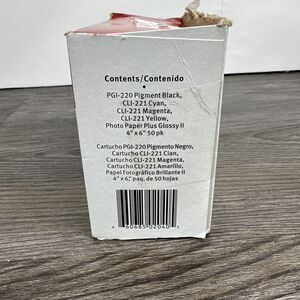 Contents/Contenido
•
PGI-220 Pigment Black,
CLI-221 Cyan,
CLI-221 Magenta,
CLI-221 Yellow,
Photo Paper Plus Glossy II
4" x 6" 50 pk
Cartucho PGI-220 Pigmento Negro,
Cartucho CLI-221 Cian,
Cartucho CLI-221 Magenta,
Cartucho CLI-221 Amarillo,
Papel Fotográfico Brillante II
4" x 6", paq. de 50 hojas
60685 02040